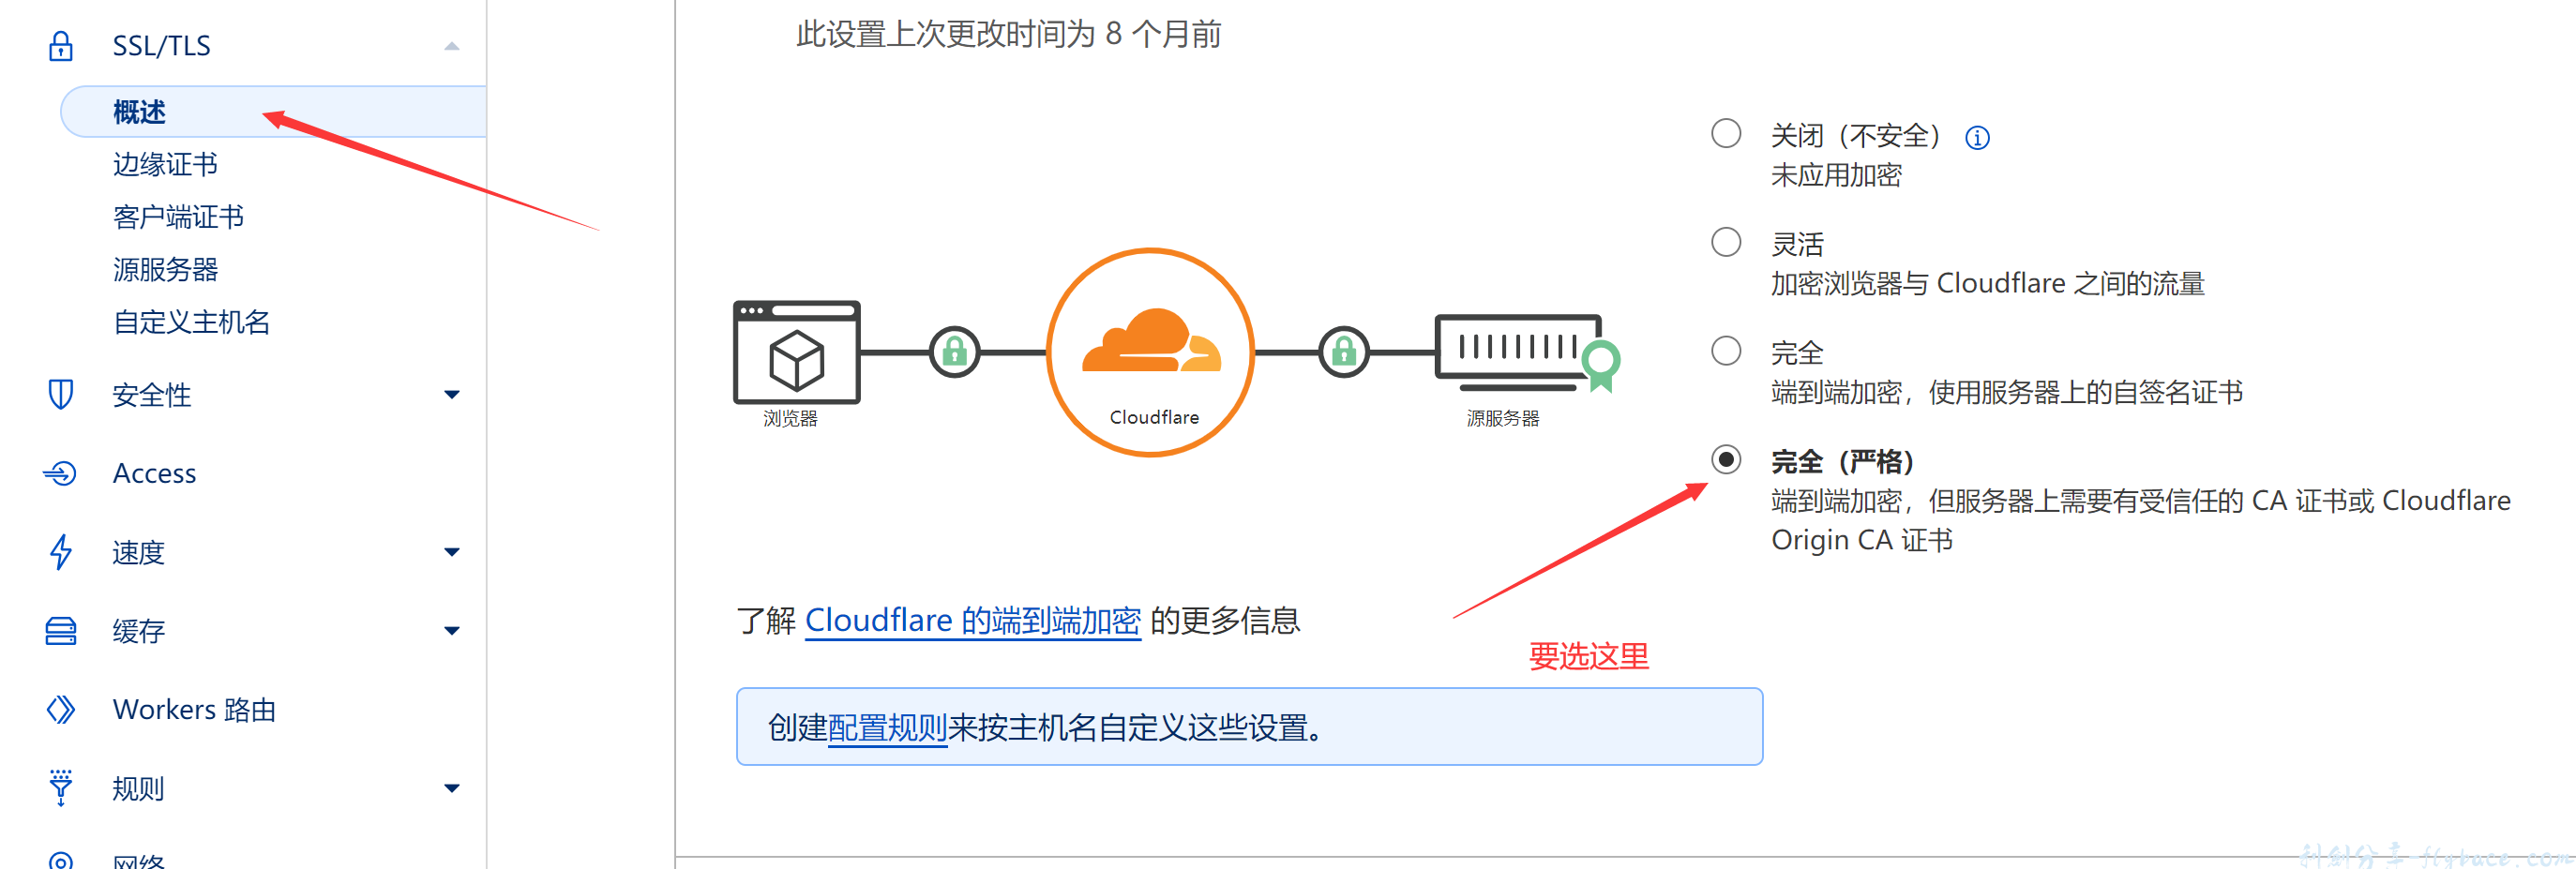 SSL/TLS
概述
边缘证书
客户端证书
源服务器
自定义主机名
安全性
Access
速度
缓存
Workers 路由
规则
网络
此设置上次更改时间为 8 个月前
浏览器
Cloudflare
源服务器
关闭（不安全）
未应用加密
灵活
加密浏览器与 Cloudflare 之间的流量
完全
端到端加密，使用服务器上的自签名证书
完全（严格）
端到端加密，但服务器上需要有受信任的 CA 证书或 Cloudflare
Origin CA 证书
了解 Cloudflare 的端到端加密 的更多信息
要选这里
创建配置规则来按主机名自定义这些设置。